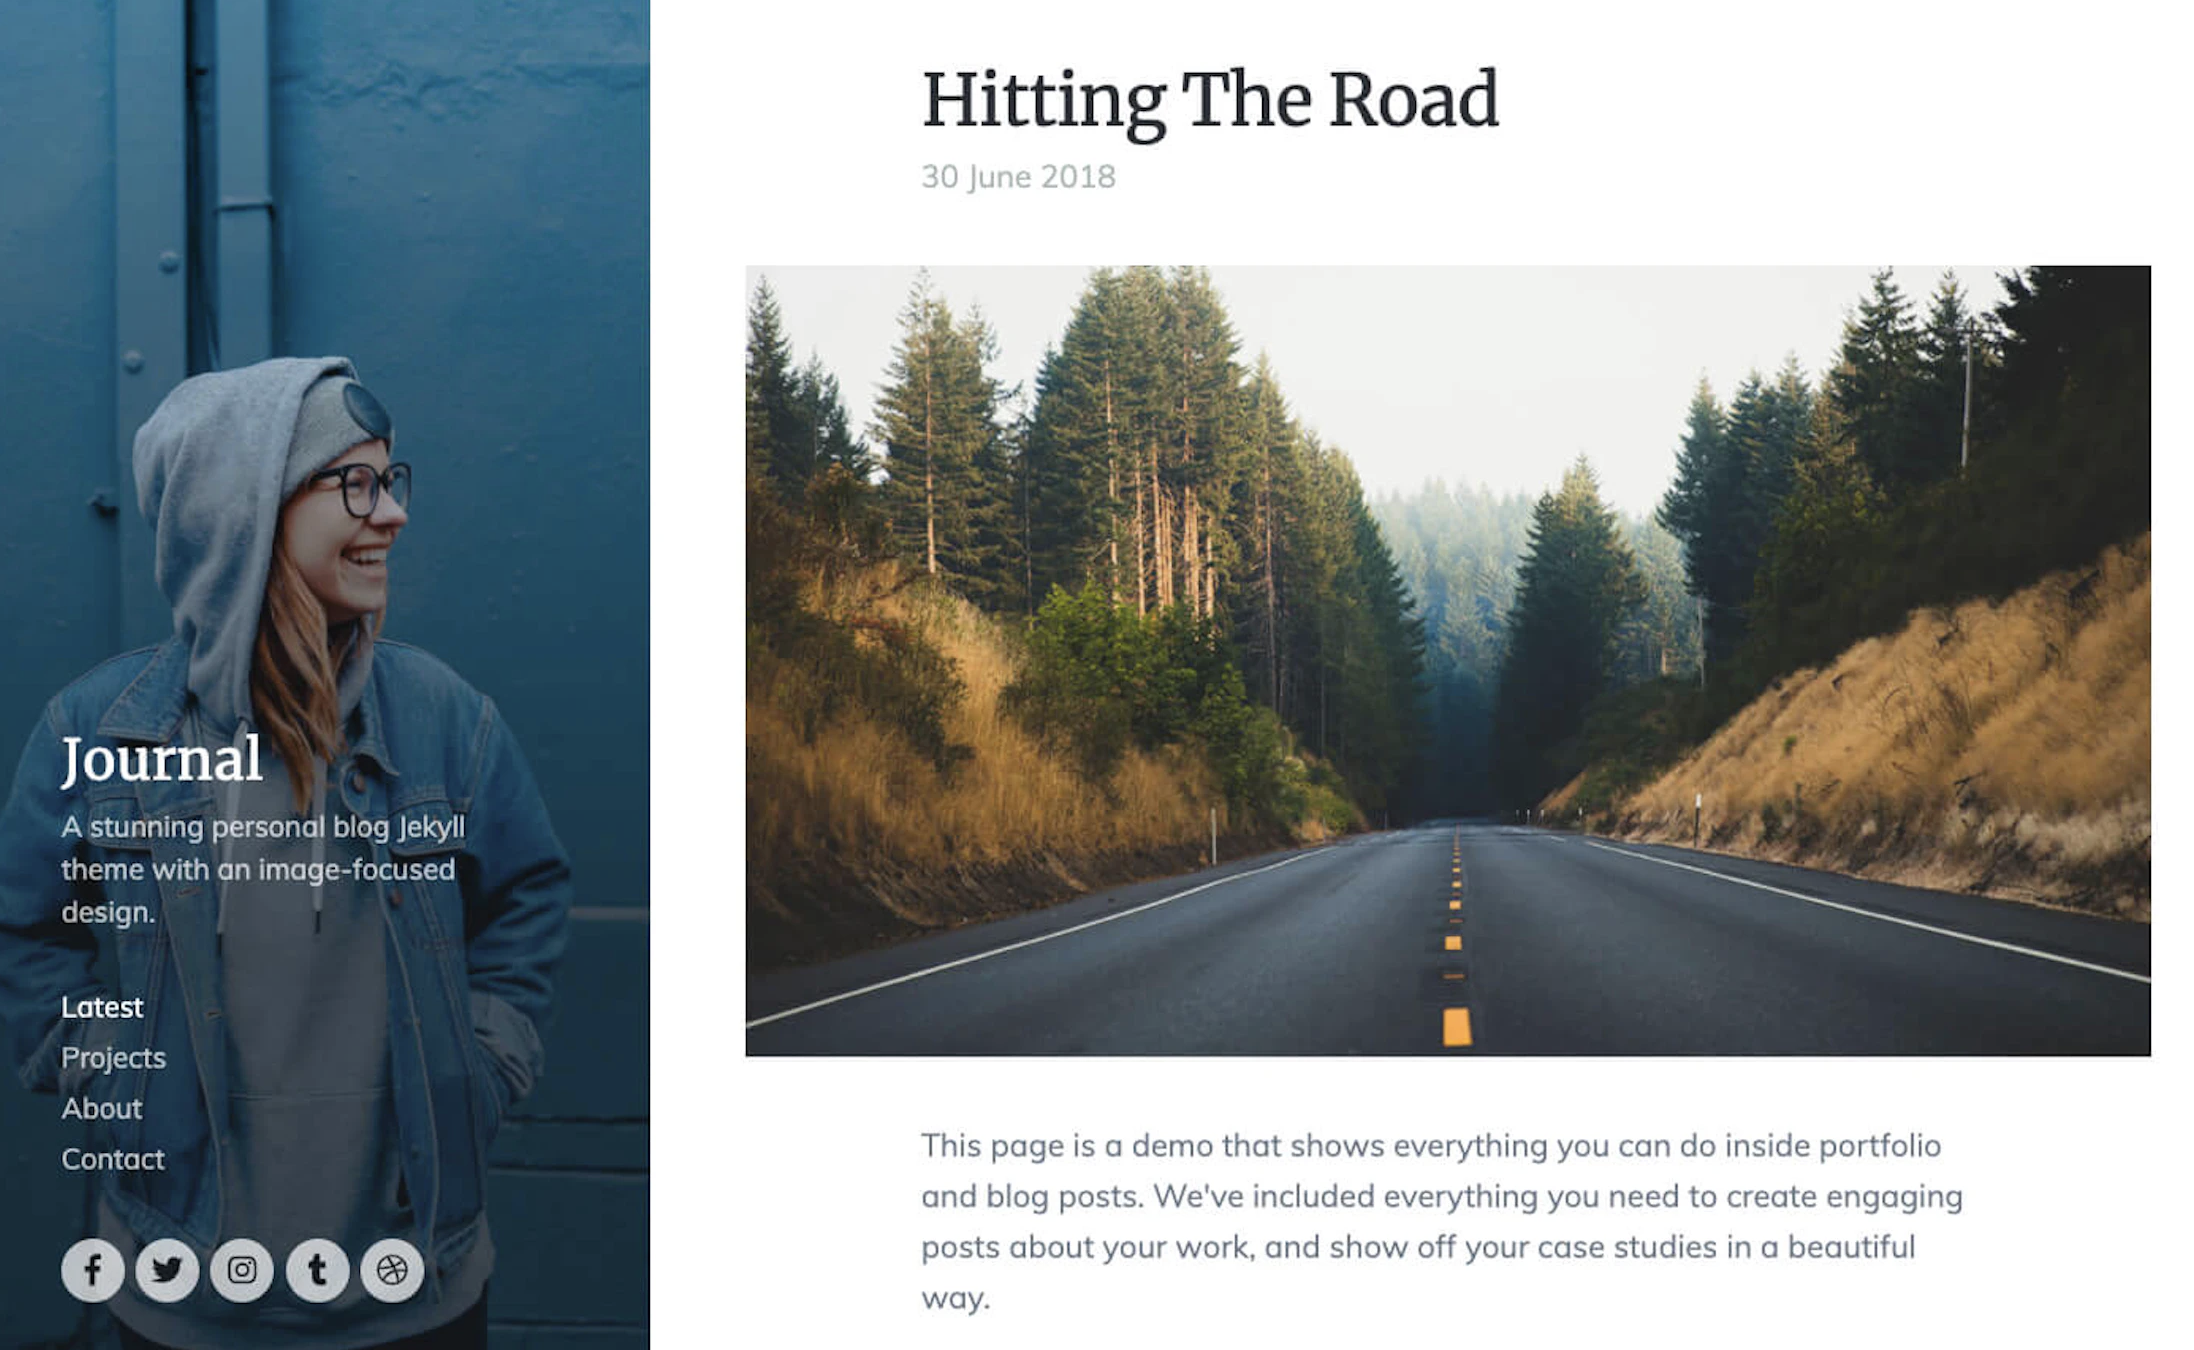 Journal
A stunning personal blog Jekyll
theme with an image-focused
design.
Latest
Projects
About
Contact
Hitting The Road
30 June 2018
This page is a demo that shows everything you can do inside portfolio
and blog posts. We've included everything you need to create engaging
posts about your work, and show off your case studies in a beautiful
way.